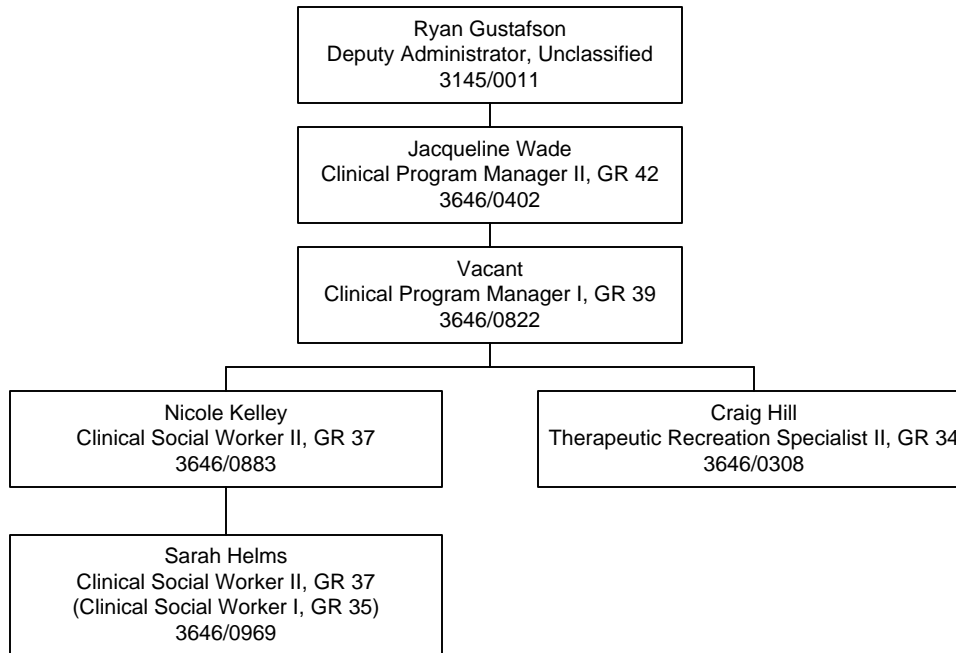 Ryan Gustafson
Deputy Administrator, Unclassified
3145/0011
Jacqueline Wade
Clinical Program Manager II, GR 42
3646/0402
Vacant
Clinical Program Manager I, GR 39
3646/0822
Nicole Kelley
Clinical Social Worker II, GR 37
3646/0883
Craig Hill
Therapeutic Recreation Specialist II, GR 34
3646/0308
Sarah Helms
Clinical Social Worker II, GR 37
(Clinical Social Worker I, GR 35)
3646/0969